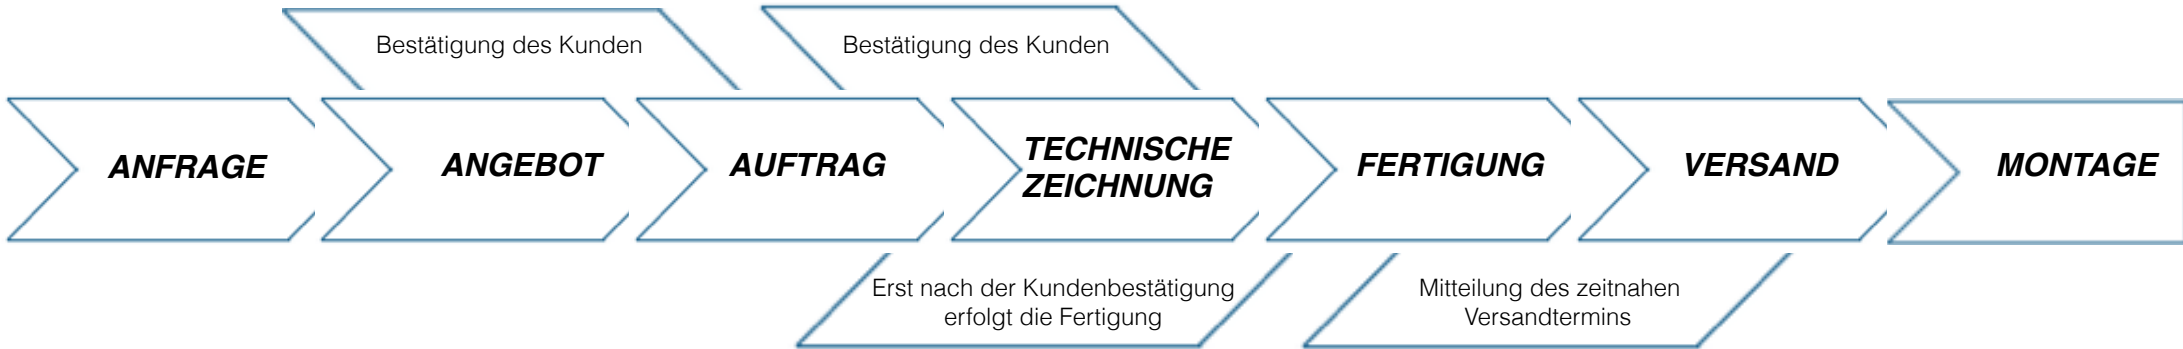 Bestätigung des Kunden
Bestätigung des Kunden
ANFRAGE
ANGEBOT
AUFTRAG
TECHNISCHE
ZEICHNUNG
FERTIGUNG
VERSAND
MONTAGE
Erst nach der Kundenbestätigung
erfolgt die Fertigung
Mitteilung des zeitnahen
Versandtermins